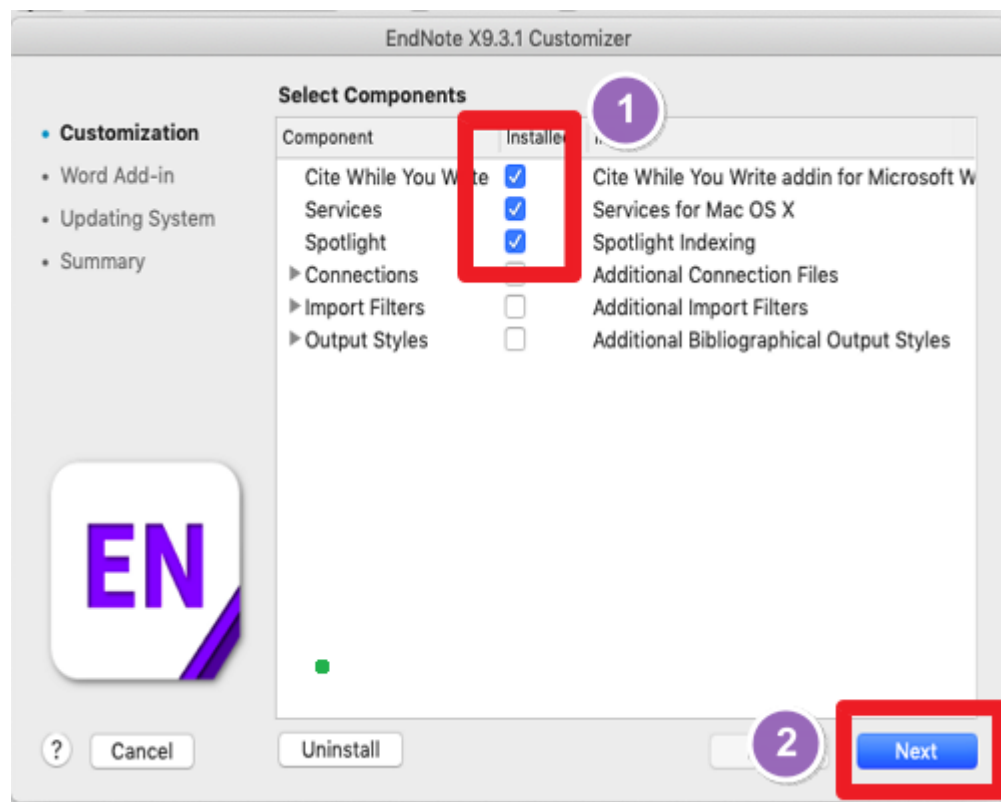 EndNote X9.3.1 Customizer
Select Components
• Customization
• Word Add-in
• Updating System
• Summary
Component Installed
Cite While You Write Cite While You Write addin for Microsoft W
Services Services for Mac OS X
Spotlight Spotlight Indexing
Connections Additional Connection Files
Import Filters Additional Import Filters
Output Styles Additional Bibliographical Output Styles
1
EN
? Cancel Uninstall 2 Next